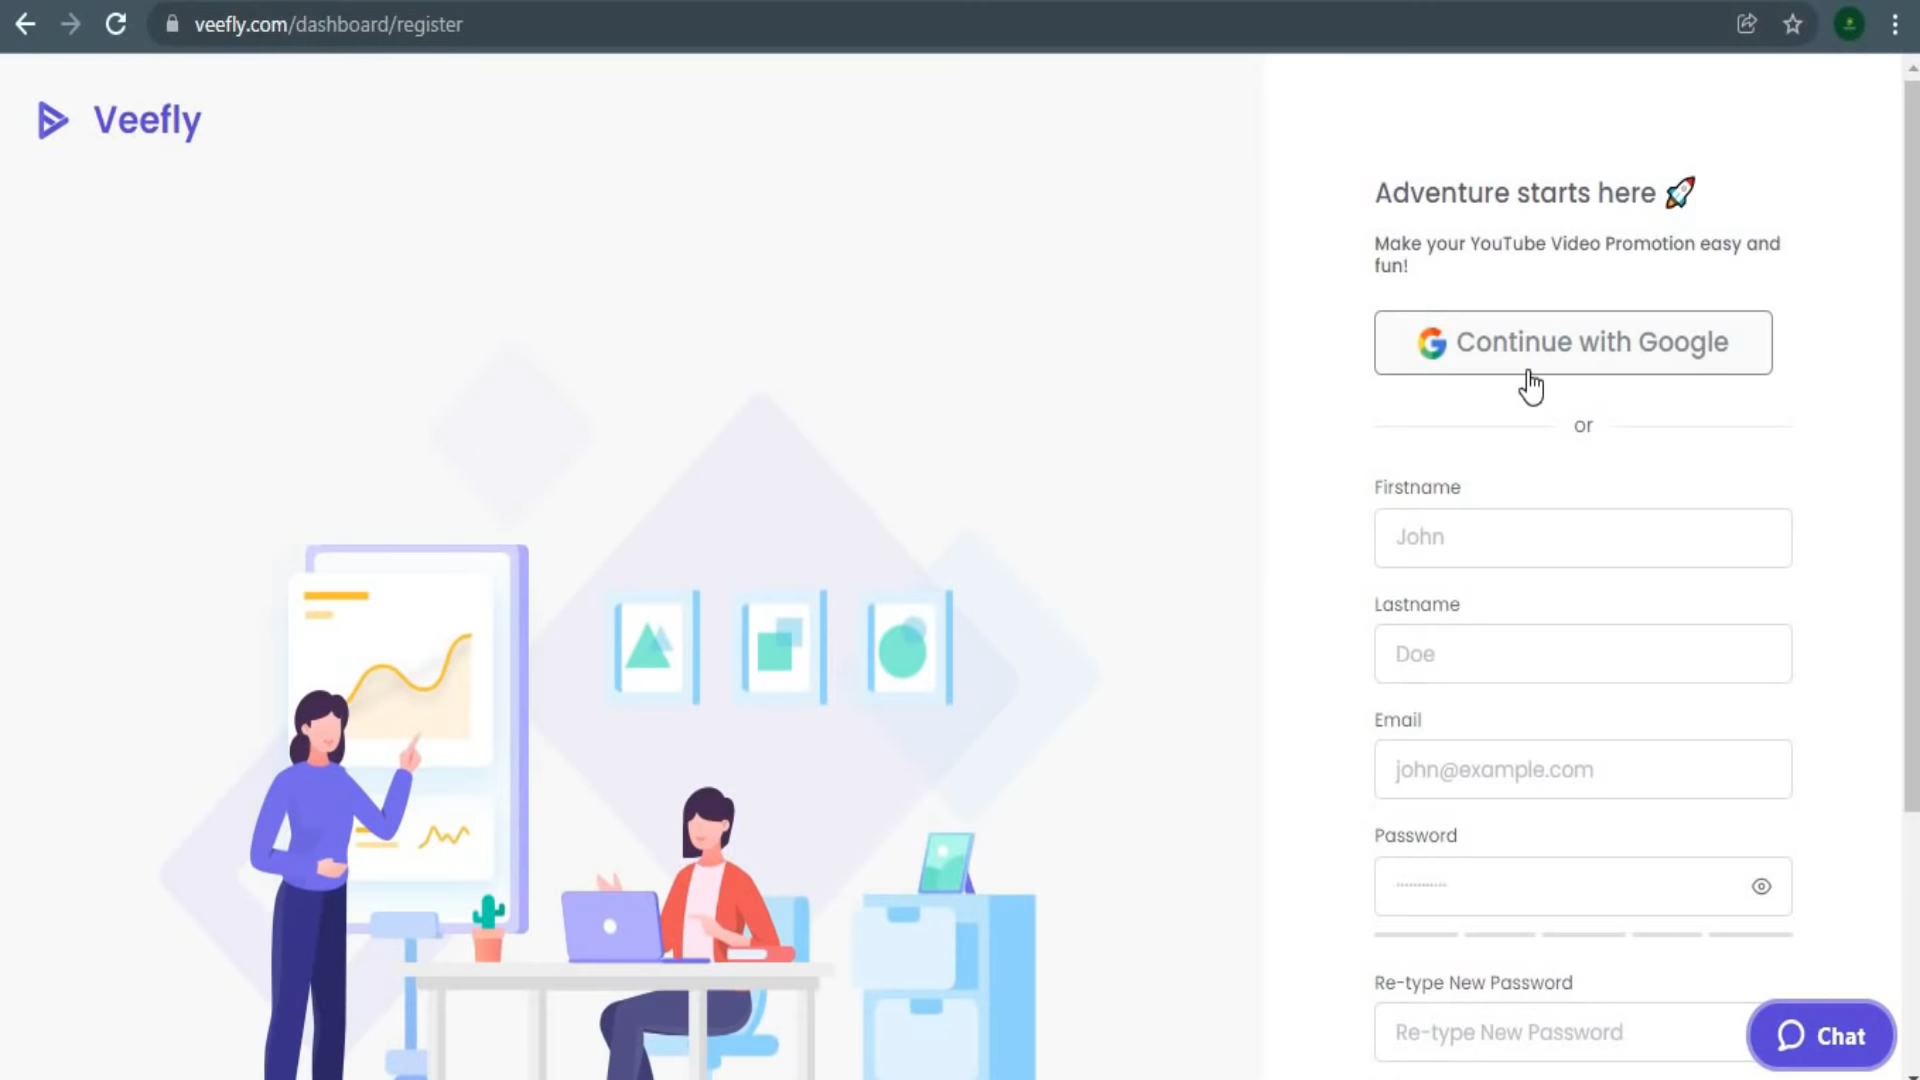 veefly.com/dashboard/register
Veefly
Adventure starts here 🚀
Make your YouTube Video Promotion easy and
fun!
Continue with Google
or
Firstname
John
Lastname
Doe
Email
john@example.com
Password
············
Re-type New Password
Re-type New Password
Chat